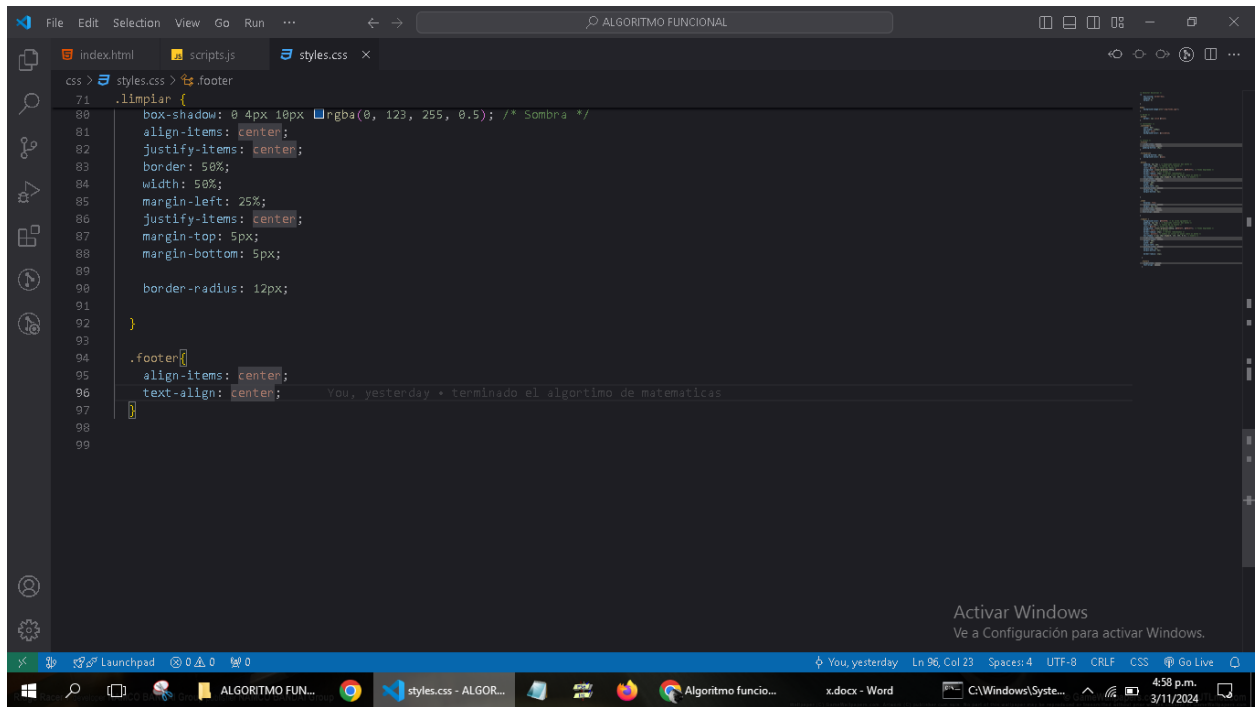 File Edit Selection View Go Run ··· ALGORITMO FUNCIONAL
index.html JS scripts.js styles.css
css > styles.css > .footer
71 .limpiar {
80 box-shadow: 0 4px 10px rgba(0, 123, 255, 0.5); /* Sombra */
81 align-items: center;
82 justify-items: center;
83 border: 50%;
84 width: 50%;
85 margin-left: 25%;
86 justify-items: center;
87 margin-top: 5px;
88 margin-bottom: 5px;
89
90 border-radius: 12px;
91
92 }
93
94 .footer{
95 align-items: center;
96 text-align: center; You, yesterday • terminado el algortimo de matematicas
97 }
98
99
Activar Windows
Ve a Configuración para activar Windows.
Launchpad 0 0 0 You, yesterday Ln 96, Col 23 Spaces: 4 UTF-8 CRLF CSS Go Live
ALGORITMO FUN... styles.css - ALGOR... Algoritmo funcio... x.docx - Word C:\Windows\Syste... 4:58 p.m.
3/11/2024